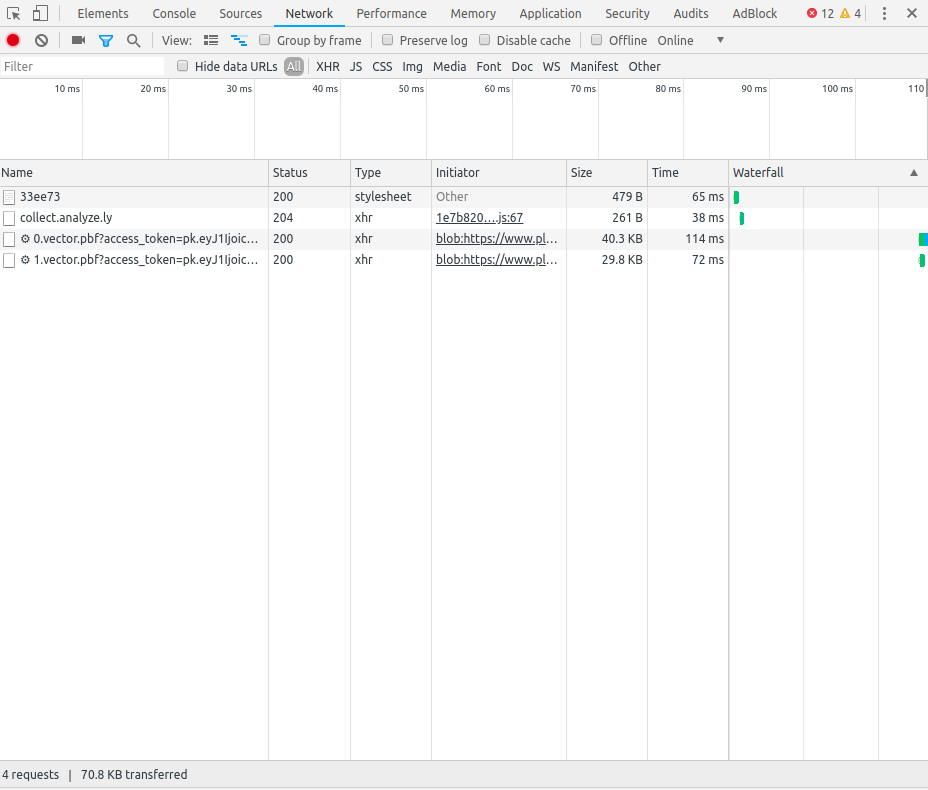 Elements Console Sources Network Performance Memory Application Security Audits AdBlock 12 4
View: Group by frame Preserve log Disable cache Offline Online
Filter Hide data URLs All XHR JS CSS Img Media Font Doc WS Manifest Other
10 ms 20 ms 30 ms 40 ms 50 ms 60 ms 70 ms 80 ms 90 ms 100 ms 110
Name Status Type Initiator Size Time Waterfall
33ee73 200 stylesheet Other 479 B 65 ms
collect.analyze.ly 204 xhr 1e7b820….js:67 261 B 38 ms
0.vector.pbf?access_token=pk.eyJ1Ijoic… 200 xhr blob:https://www.pl… 40.3 KB 114 ms
1.vector.pbf?access_token=pk.eyJ1Ijoic… 200 xhr blob:https://www.pl… 29.8 KB 72 ms
4 requests | 70.8 KB transferred